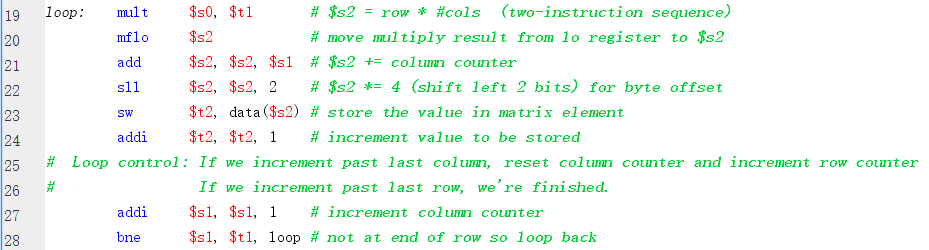 19 loop: mult $s0, $t1 # $s2 = row * #cols (two-instruction sequence)
20 mflo $s2 # move multiply result from lo register to $s2
21 add $s2, $s2, $s1 # $s2 += column counter
22 sll $s2, $s2, 2 # $s2 *= 4 (shift left 2 bits) for byte offset
23 sw $t2, data($s2) # store the value in matrix element
24 addi $t2, $t2, 1 # increment value to be stored
25 # Loop control: If we increment past last column, reset column counter and increment row counter
26 # If we increment past last row, we're finished.
27 addi $s1, $s1, 1 # increment column counter
28 bne $s1, $t1, loop # not at end of row so loop back